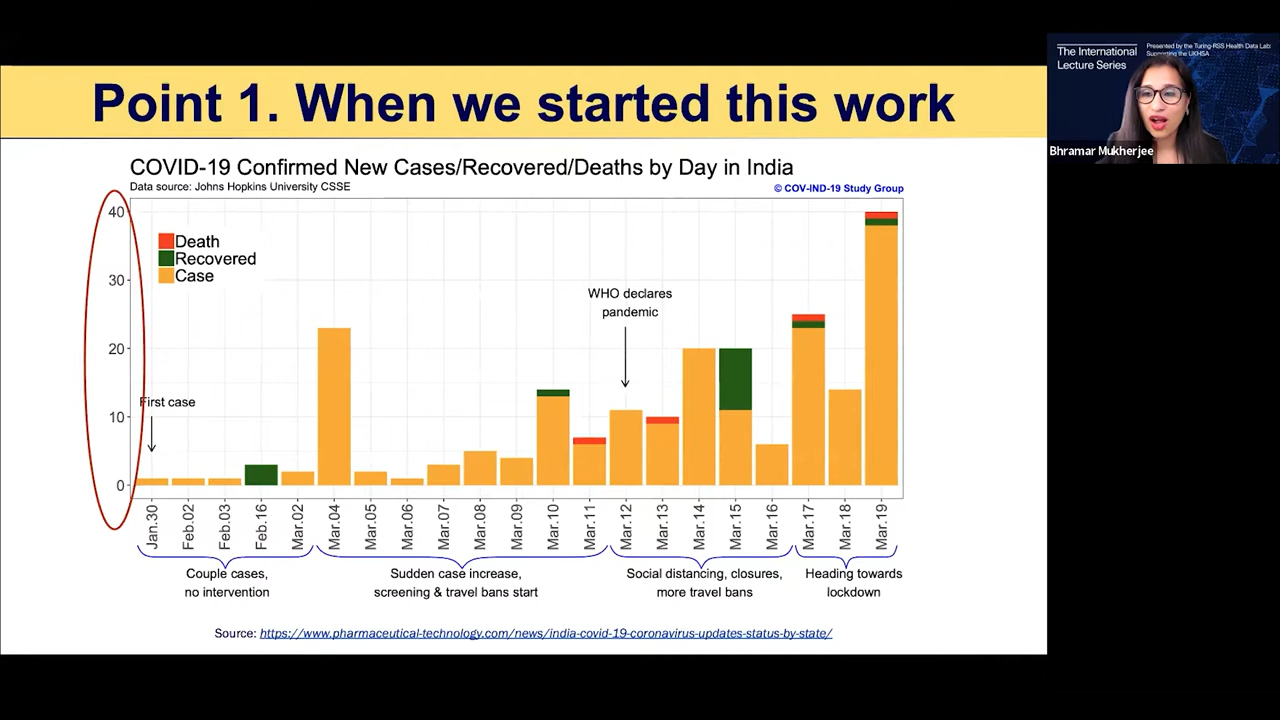 Point 1. When we started this work
The International
Lecture Series
Presented by the Turing-RSS Health Data Lab:
Supporting the UKHSA
Bhramar Mukherjee
COVID-19 Confirmed New Cases/Recovered/Deaths by Day in India
Data source: Johns Hopkins University CSSE
© COV-IND-19 Study Group
40
30
20
10
0
Death
Recovered
Case
WHO declares
pandemic
First case
Jan.30
Feb.02
Feb.03
Feb.16
Mar.02
Mar.04
Mar.05
Mar.06
Mar.07
Mar.08
Mar.09
Mar.10
Mar.11
Mar.12
Mar.13
Mar.14
Mar.15
Mar.16
Mar.17
Mar.18
Mar.19
Couple cases,
no intervention
Sudden case increase,
screening & travel bans start
Social distancing, closures,
more travel bans
Heading towards
lockdown
Source: https://www.pharmaceutical-technology.com/news/india-covid-19-coronavirus-updates-status-by-state/